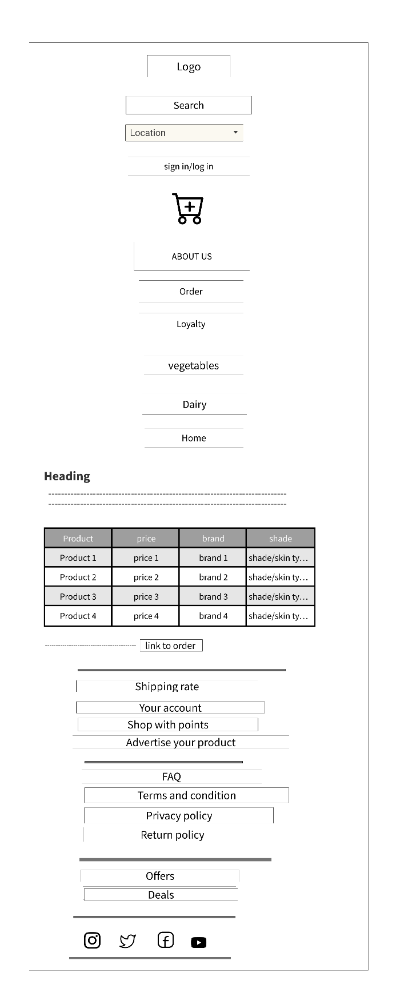 Logo
Search
Location
sign in/log in
ABOUT US
Order
Loyalty
vegetables
Dairy
Home
Heading
Product price brand shade
Product 1 price 1 brand 1 shade/skin ty...
Product 2 price 2 brand 2 shade/skin ty...
Product 3 price 3 brand 3 shade/skin ty...
Product 4 price 4 brand 4 shade/skin ty...
link to order
Shipping rate
Your account
Shop with points
Advertise your product
FAQ
Terms and condition
Privacy policy
Return policy
Offers
Deals